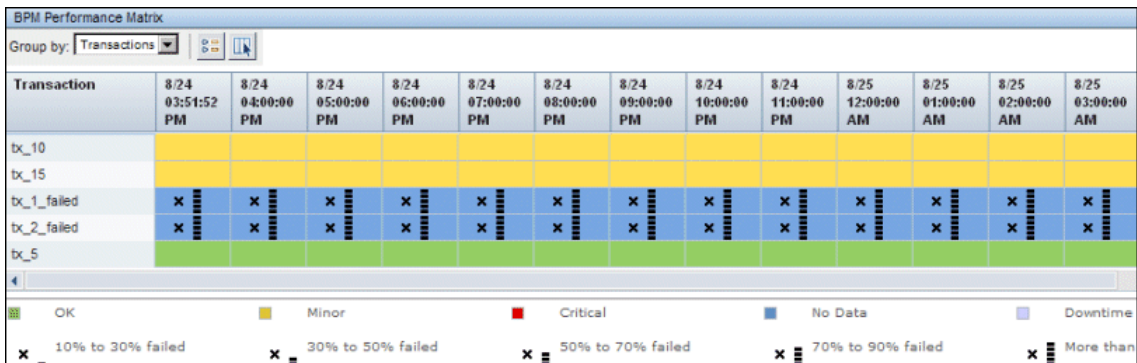 BPM Performance Matrix
Group by: Transactions
Transaction 8/24 03:51:52 PM 8/24 04:00:00 PM 8/24 05:00:00 PM 8/24 06:00:00 PM 8/24 07:00:00 PM 8/24 08:00:00 PM 8/24 09:00:00 PM 8/24 10:00:00 PM 8/24 11:00:00 PM 8/25 12:00:00 AM 8/25 01:00:00 AM 8/25 02:00:00 AM 8/25 03:00:00 AM
tx_10
tx_15
tx_1_failed
tx_2_failed
tx_5
OK Minor Critical No Data Downtime
10% to 30% failed 30% to 50% failed 50% to 70% failed 70% to 90% failed More than